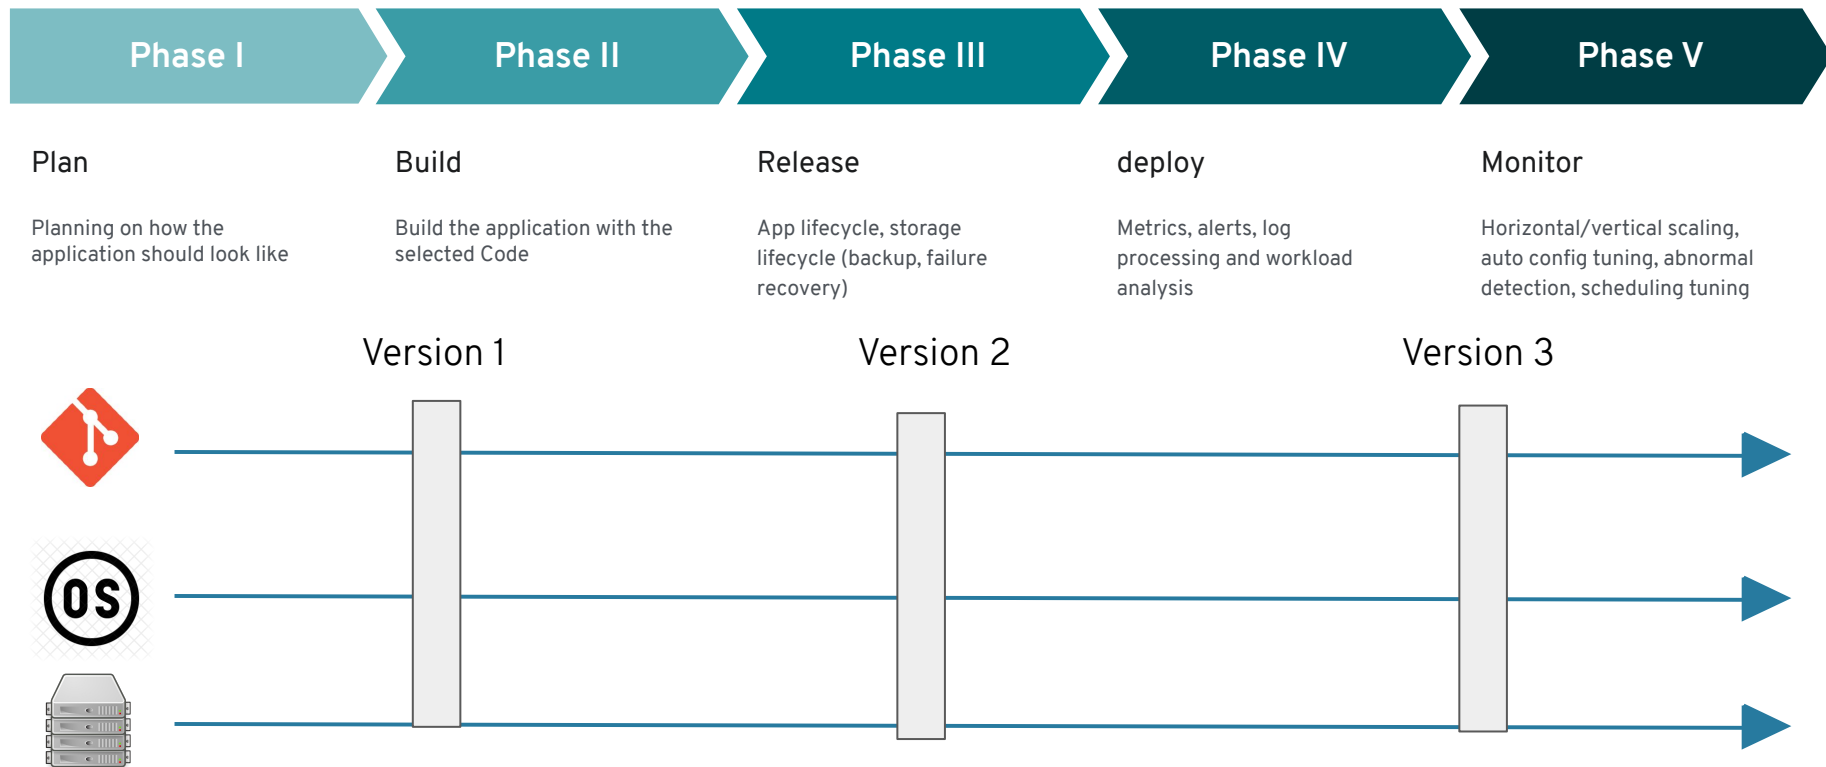 Phase I
Phase II
Phase III
Phase IV
Phase V
Plan
Planning on how the
application should look like
Build
Build the application with the
selected Code
Release
App lifecycle, storage
lifecycle (backup, failure
recovery)
deploy
Metrics, alerts, log
processing and workload
analysis
Monitor
Horizontal/vertical scaling,
auto config tuning, abnormal
detection, scheduling tuning
Version 1
Version 2
Version 3
OS